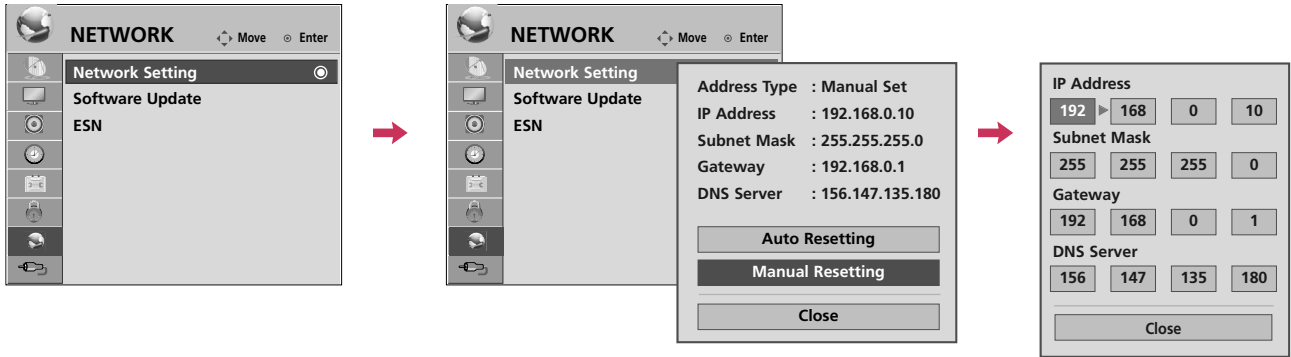 NETWORK Move Enter
Network Setting
Software Update
ESN
NETWORK Move Enter
Network Setting
Software Update
ESN
Address Type : Manual Set
IP Address : 192.168.0.10
Subnet Mask : 255.255.255.0
Gateway : 192.168.0.1
DNS Server : 156.147.135.180
Auto Resetting
Manual Resetting
Close
IP Address
192 168 0 10
Subnet Mask
255 255 255 0
Gateway
192 168 0 1
DNS Server
156 147 135 180
Close